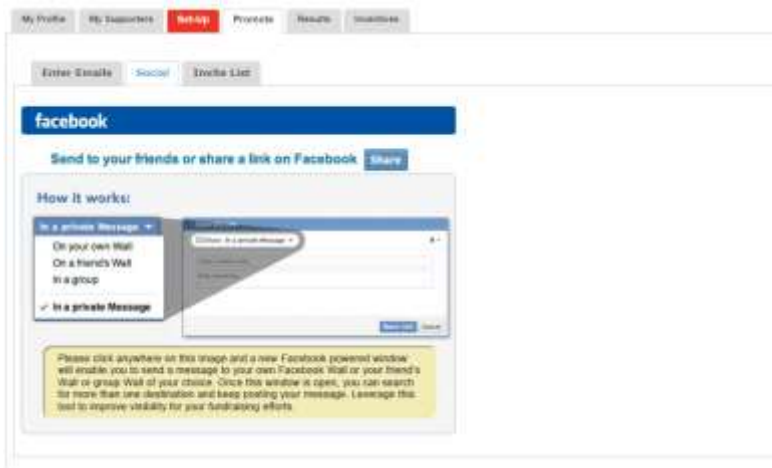 My Profile My Supporters Set-Up Promote Results Incentives
Enter Emails Social Invite List
facebook
Send to your friends or share a link on Facebook Share
How it works:
In a private Message
On your own Wall
On a friend's Wall
In a group
✓ In a private Message
In a private Message
Please click anywhere on this image and a new Facebook powered window
will enable you to send a message to your own Facebook Wall or your friend's
Wall or group Wall of your choice. Once this window is open, you can search
for more than one destination and keep posting your message. Leverage this
tool to improve visibility for your fundraising efforts.